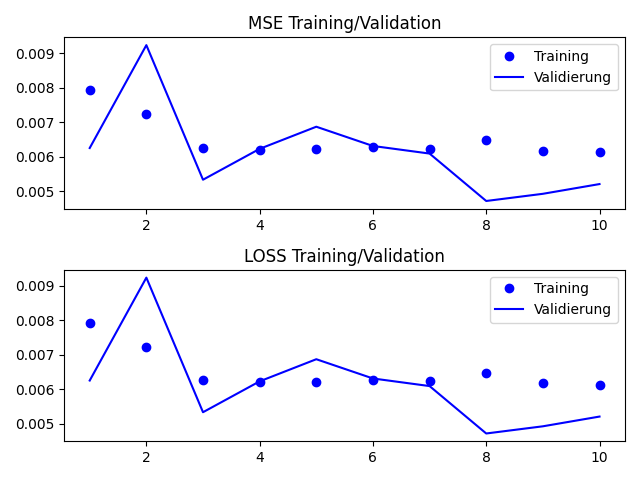 MSE Training/Validation
0.009
0.008
0.007
0.006
0.005
Training
Validierung
2 4 6 8 10
LOSS Training/Validation
0.009
0.008
0.007
0.006
0.005
Training
Validierung
2 4 6 8 10